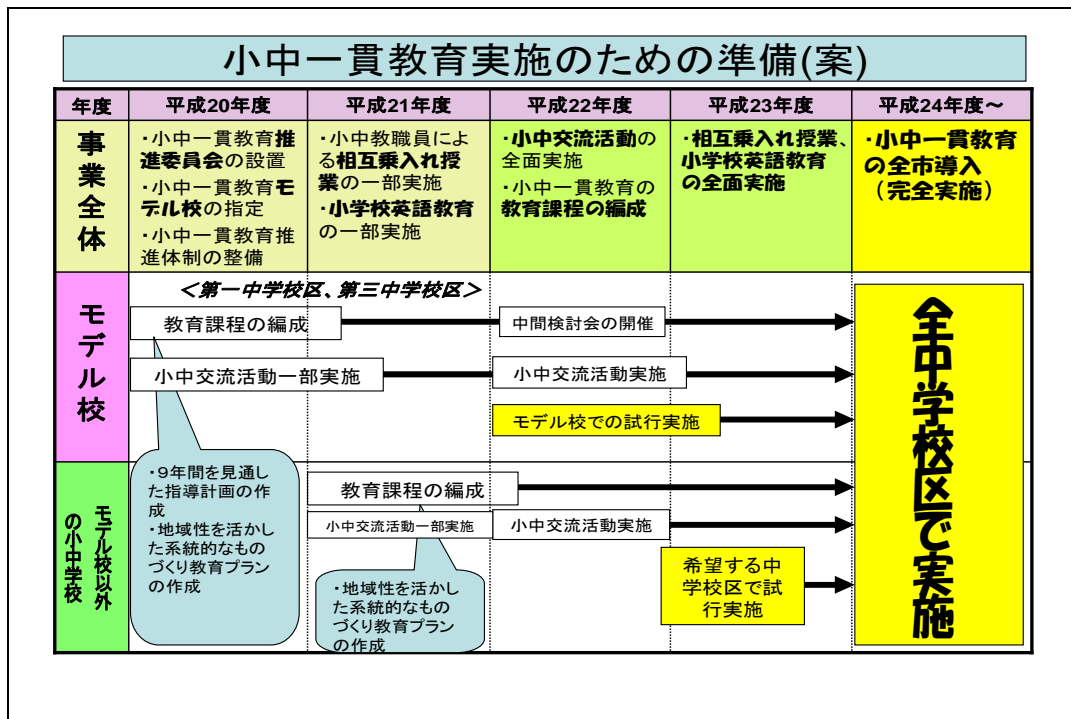 小中一貫教育実施のための準備(案)
年度
平成20年度
平成21年度
平成22年度
平成23年度
平成24年度～
事業全体
・小中一貫教育推
進委員会の設置
・小中一貫教育モ
デル校の指定
・小中一貫教育推
進体制の整備
・小中教職員によ
る相互乗入れ授
業の一部実施
・小学校英語教育
の一部実施
・小中交流活動の
全面実施
・小中一貫教育の
教育課程の編成
・相互乗入れ授業、
小学校英語教育
の全面実施
・小中一貫教育
の全市導入
（完全実施）
モデル校
＜第一中学校区、第三中学校区＞
教育課程の編成
中間検討会の開催
小中交流活動一部実施
小中交流活動実施
モデル校での試行実施
・９年間を見通し
た指導計画の作
成
・地域性を活かし
た系統的なもの
づくり教育プラン
の作成
モデル校以外
の小中学校
教育課程の編成
小中交流活動一部実施
小中交流活動実施
・地域性を活かし
た系統的なもの
づくり教育プラン
の作成
希望する中
学校区で試
行実施
全中学校区で実施